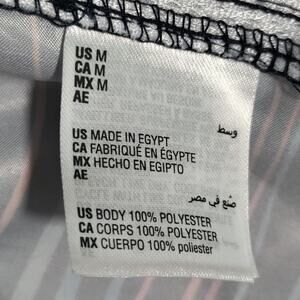 US M
CA M
MX M
AE
وسط
US MADE IN EGYPT
CA FABRIQUÉ EN ÉGYPTE
MX HECHO EN EGIPTO
AE
صُنع في مصر
US BODY 100% POLYESTER
CA CORPS 100% POLYESTER
MX CUERPO 100% poliester